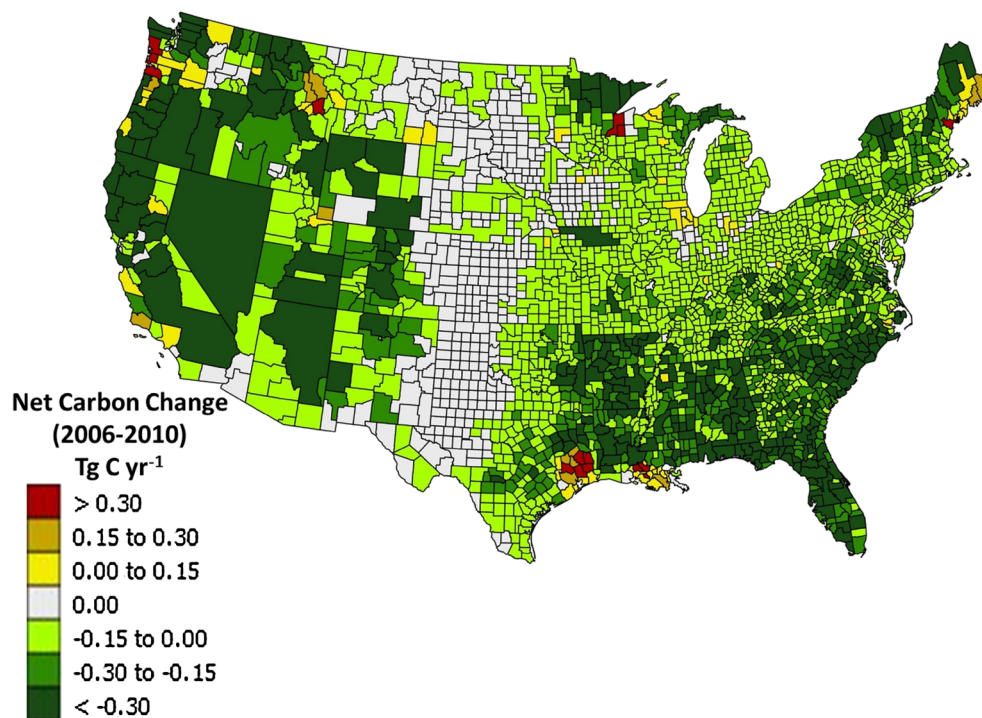 Net Carbon Change
(2006-2010)
Tg C yr⁻¹
> 0.30
0.15 to 0.30
0.00 to 0.15
0.00
-0.15 to 0.00
-0.30 to -0.15
< -0.30